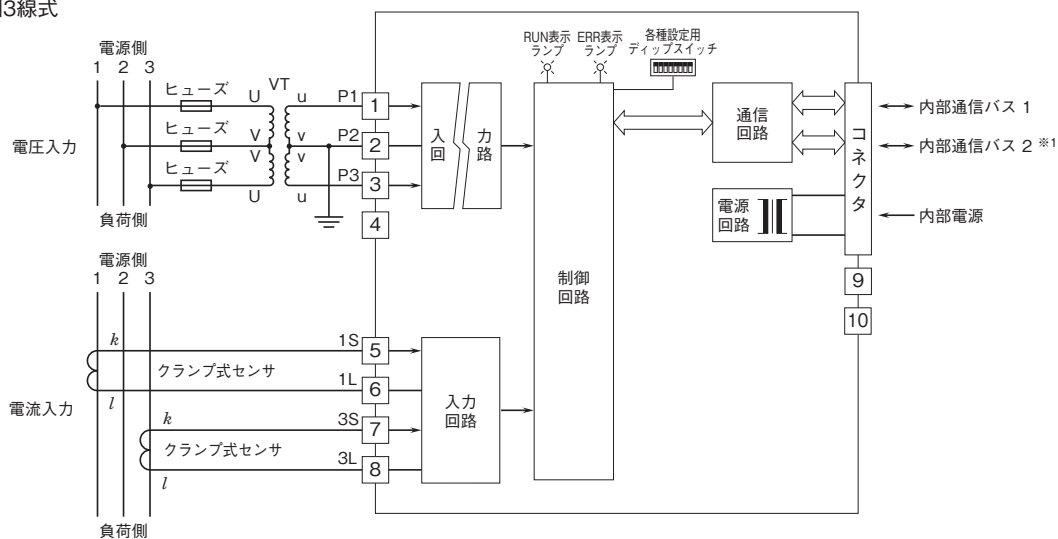 3線式
電源側
1 2 3
ヒューズ
ヒューズ
ヒューズ
U
V
V
U
VT
u
v
v
u
P1
P2
P3
1
2
3
4
電圧入力
負荷側
入力
回路
RUN表示
ランプ
ERR表示
ランプ
各種設定用
ディップスイッチ
制御
回路
通信
回路
電源
回路
コネクタ
内部通信バス 1
内部通信バス 2 ※1
内部電源
9
10
電源側
1 2 3
k
l
クランプ式センサ
k
l
クランプ式センサ
1S
1L
3S
3L
5
6
7
8
電流入力
負荷側
入力
回路